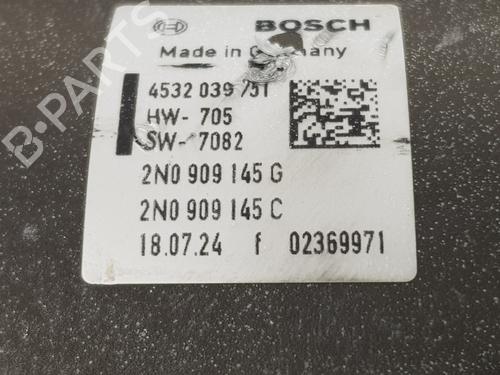 BOSCH
Made in Germany
4532 039 751
HW- 705
SW- 7082
2N0 909 145 G
2N0 909 145 C
18.07.24 f 02369971
B-PARTS